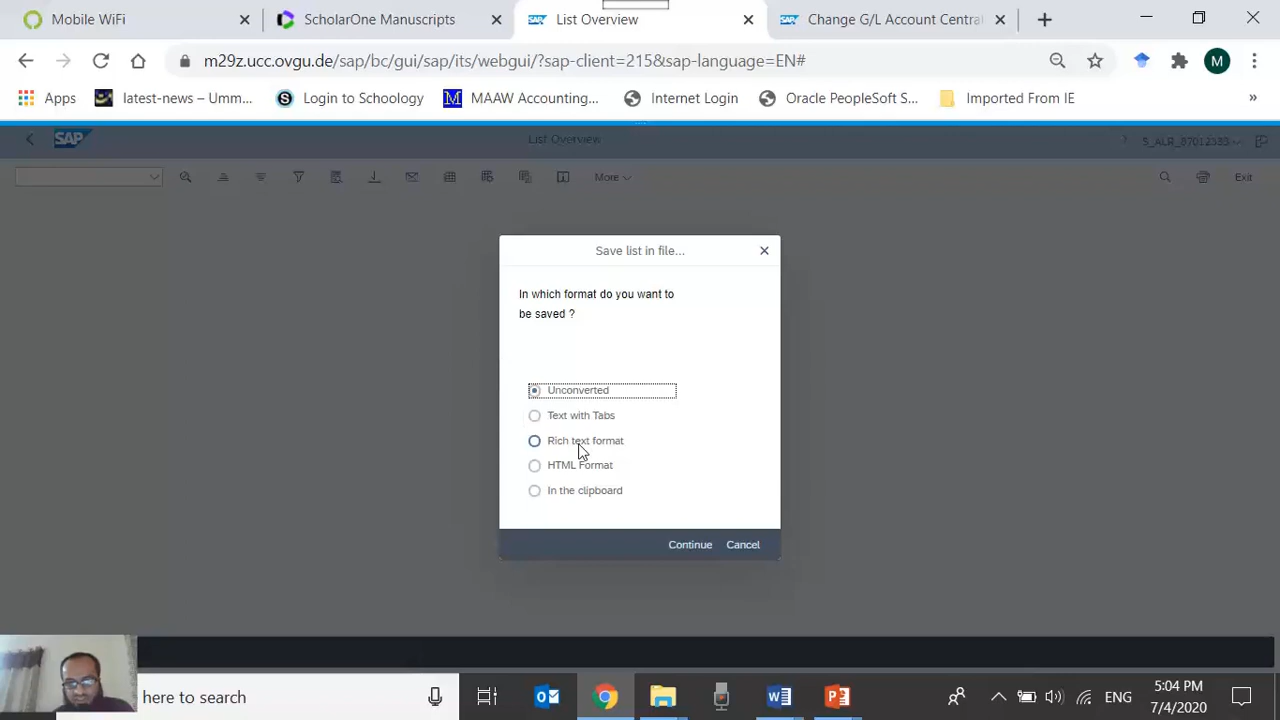 Mobile WiFi
ScholarOne Manuscripts
List Overview
Change G/L Account Centra
m29z.ucc.ovgu.de/sap/bc/gui/sap/its/webgui/?sap-client=215&sap-language=EN#
M
Apps
latest-news – Umm...
S
Login to Schoology
M
MAAW Accounting...
Internet Login
Oracle PeopleSoft S...
Imported From IE
»
SAP
List Overview
S_ALR_87012333
More
Exit
Save list in file...
In which format do you want to
be saved ?
Unconverted
Text with Tabs
Rich text format
HTML Format
In the clipboard
Continue
Cancel
here to search
ENG
5:04 PM
7/4/2020